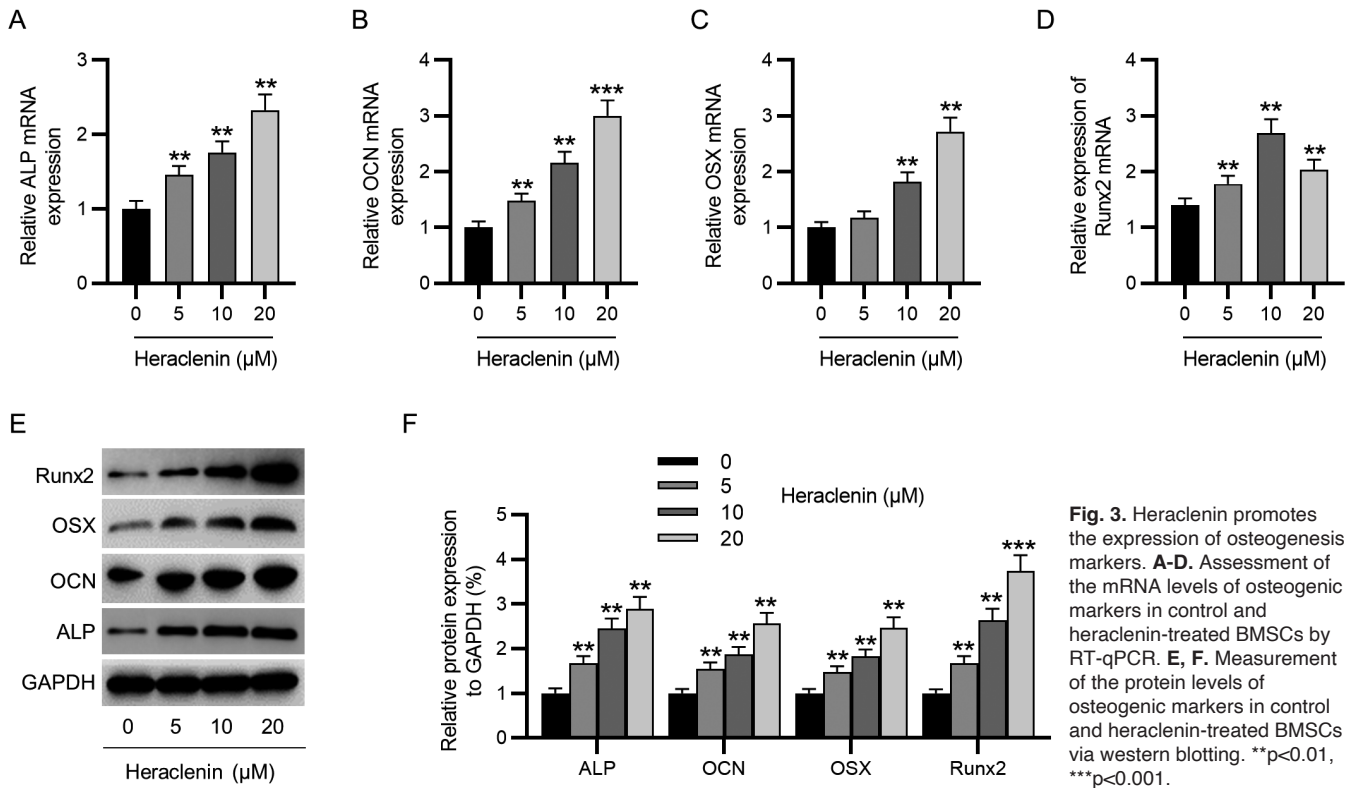 A
B
C
D
Relative ALP mRNA
expression
3
2
1
0
**
**
**
0 5 10 20
Heraclenin (µM)
Relative OCN mRNA
expression
4
3
2
1
0
**
**
***
0 5 10 20
Heraclenin (µM)
Relative OSX mRNA
expression
4
3
2
1
0
**
**
0 5 10 20
Heraclenin (µM)
Relative expression of
Runx2 mRNA
4
3
2
1
0
**
**
**
0 5 10 20
Heraclenin (µM)
E
Runx2
OSX
OCN
ALP
GAPDH
0 5 10 20
Heraclenin (µM)
F
0
5
10
20
Heraclenin (µM)
Relative protein expression
to GAPDH (%)
5
4
3
2
1
0
** ** **
** ** **
** ** **
** ** ***
ALP OCN OSX Runx2
Fig. 3. Heraclenin promotes
the expression of osteogenesis
markers. A-D. Assessment of
the mRNA levels of osteogenic
markers in control and
heraclenin-treated BMSCs by
RT-qPCR. E, F. Measurement
of the protein levels of
osteogenic markers in control
and heraclenin-treated BMSCs
via western blotting. **p<0.01,
***p<0.001.